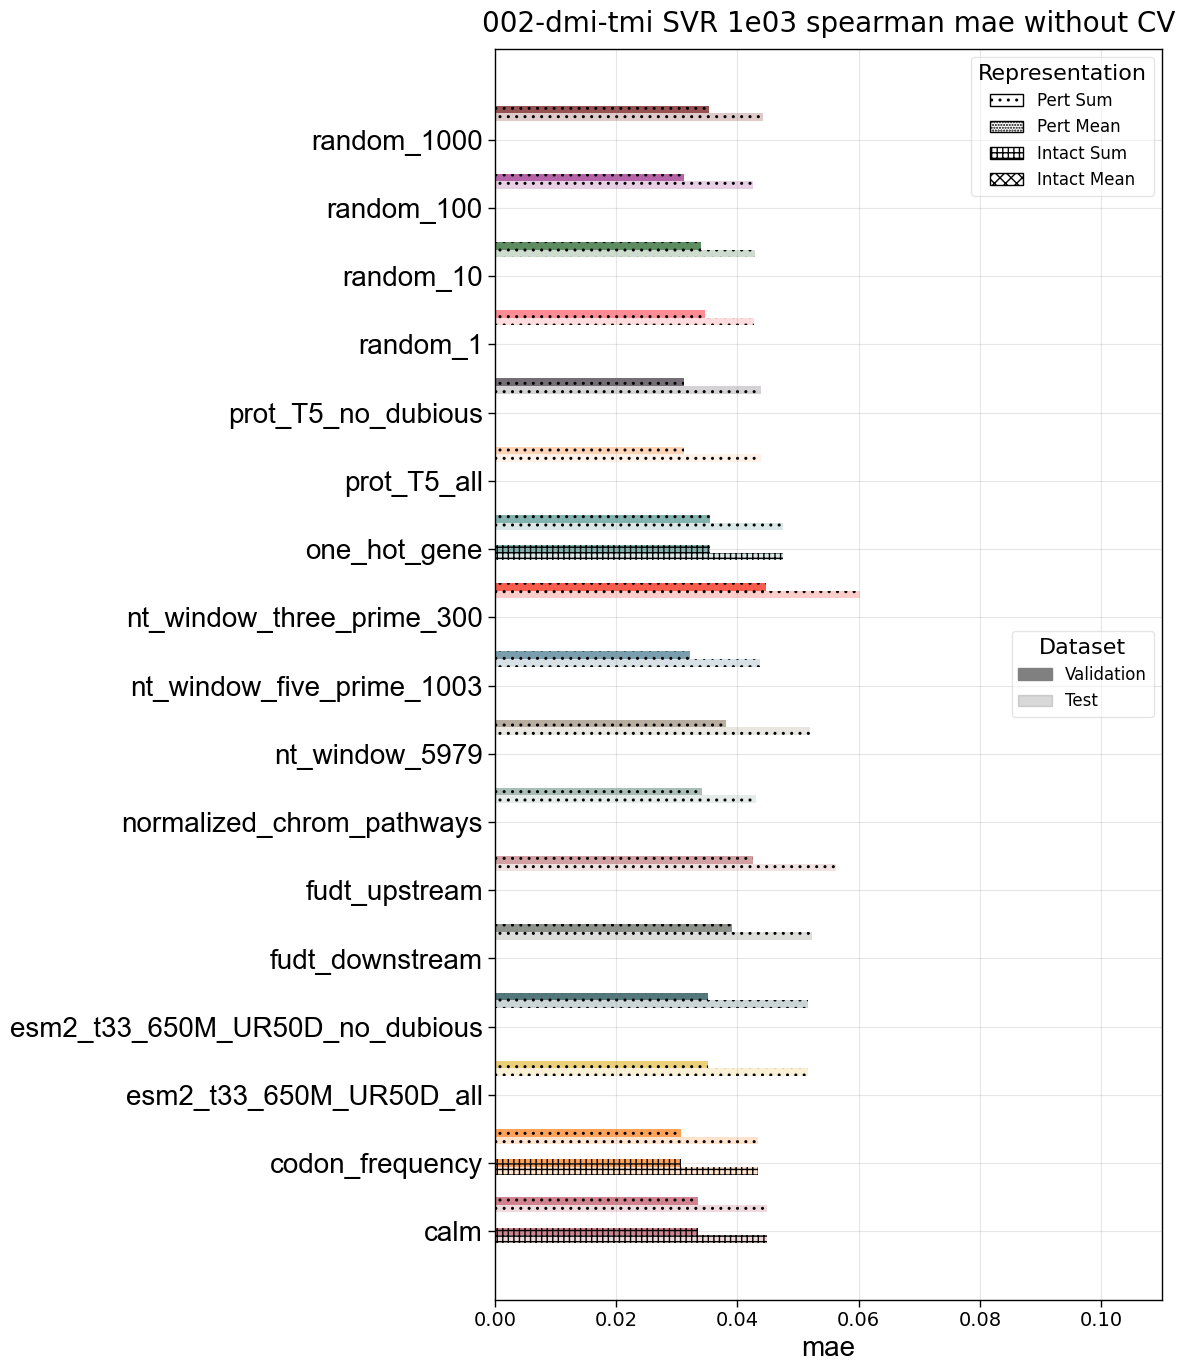 002-dmi-tmi SVR 1e03 spearman mae without CV
Representation
Pert Sum
Pert Mean
Intact Sum
Intact Mean
random_1000
random_100
random_10
random_1
prot_T5_no_dubious
prot_T5_all
one_hot_gene
nt_window_three_prime_300
Dataset
Validation
Test
nt_window_five_prime_1003
nt_window_5979
normalized_chrom_pathways
fudt_upstream
fudt_downstream
esm2_t33_650M_UR50D_no_dubious
esm2_t33_650M_UR50D_all
codon_frequency
calm
0.00 0.02 0.04 0.06 0.08 0.10
mae